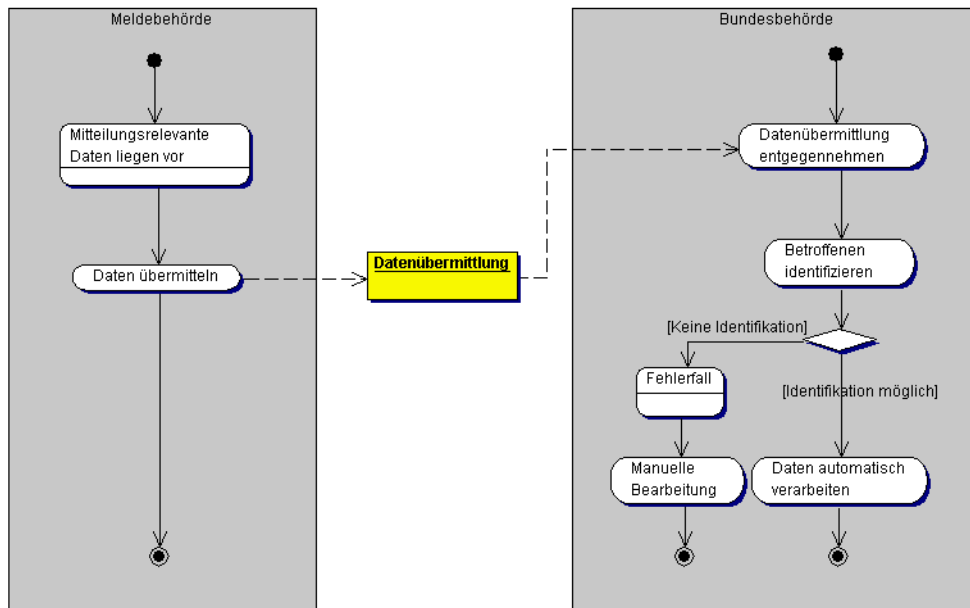 Meldebehörde
Mitteilungsrelevante
Daten liegen vor
Daten übermitteln
Datenübermittlung
Bundesbehörde
Datenübermittlung
entgegennehmen
Betroffenen
identifizieren
[Keine Identifikation]
Fehlerfall
[Identifikation möglich]
Manuelle
Bearbeitung
Daten automatisch
verarbeiten